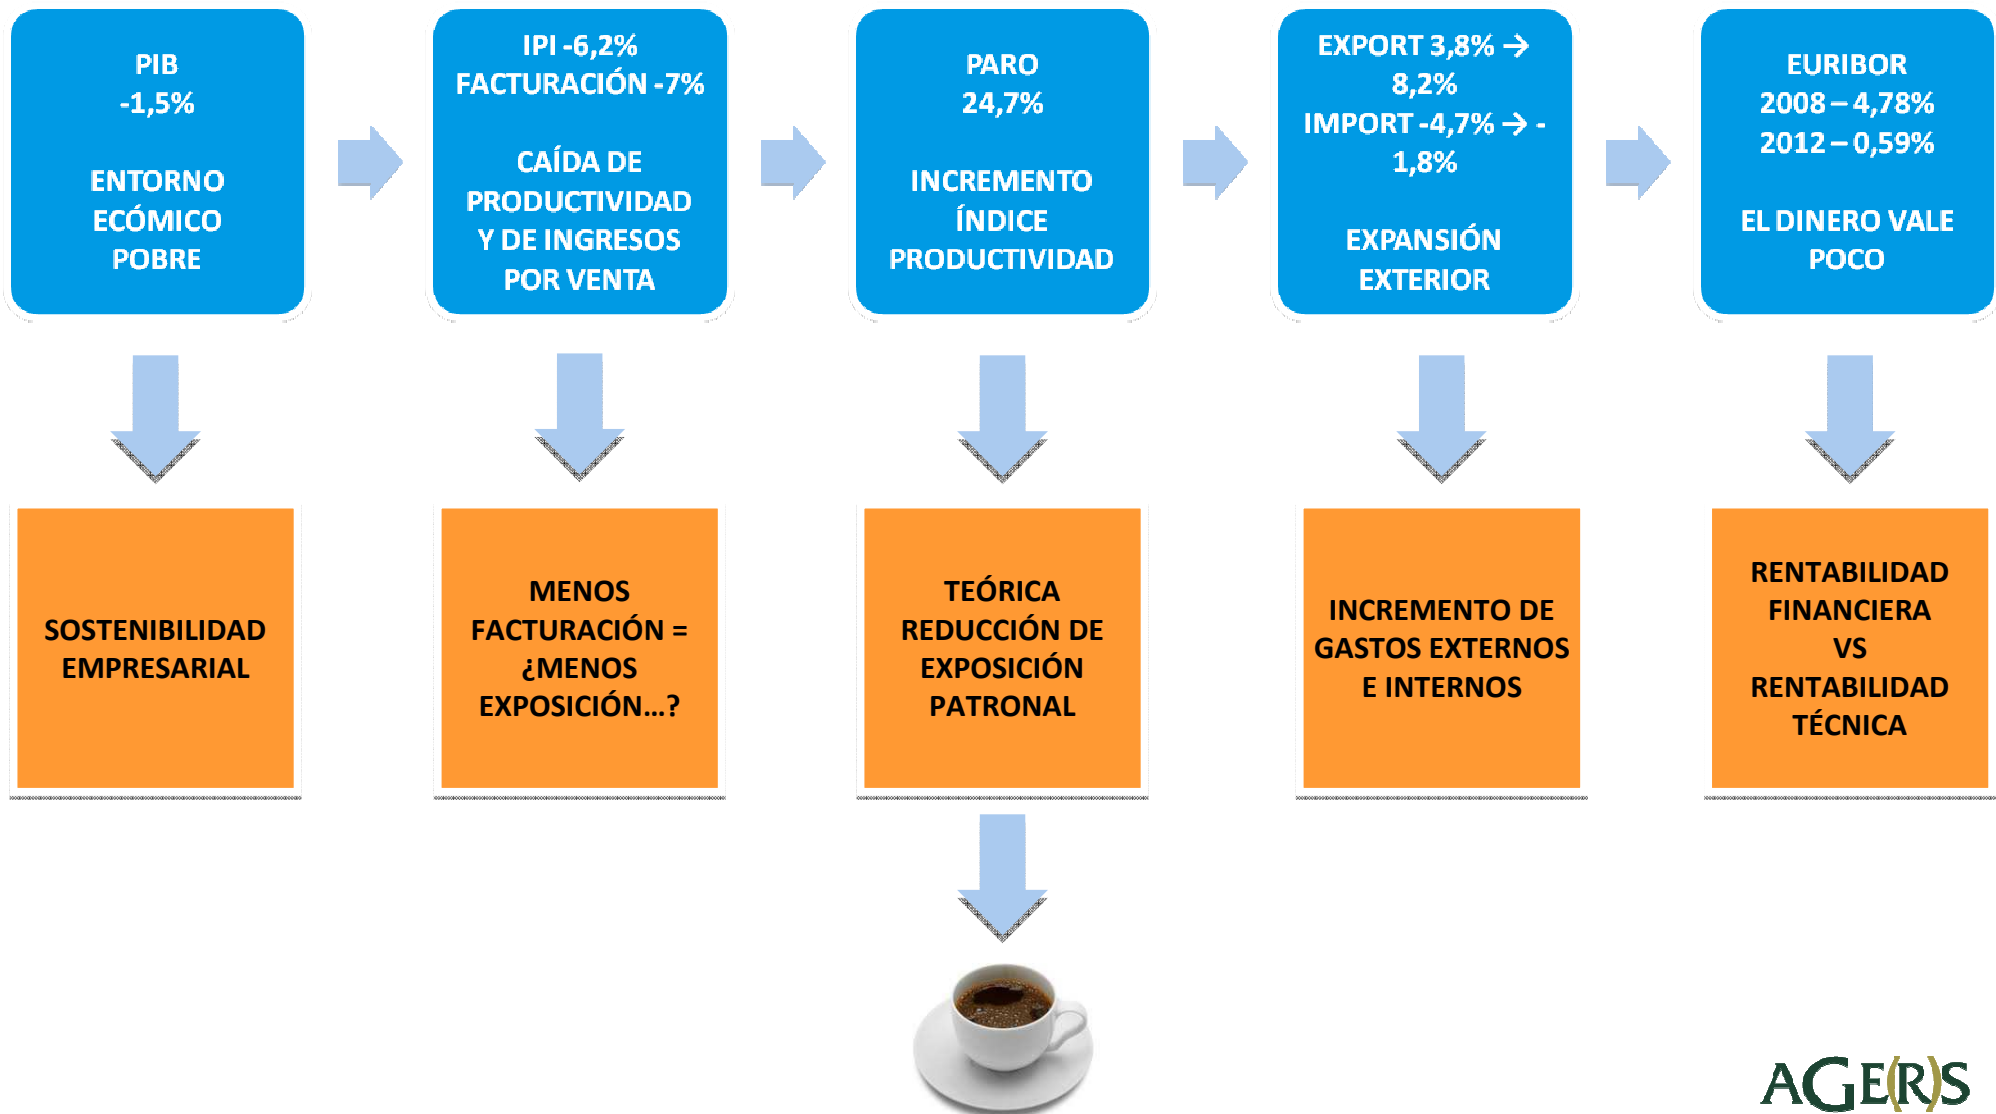 PIB
-1,5%
ENTORNO
ECÓMICO
POBRE
IPI -6,2%
FACTURACIÓN -7%
CAÍDA DE
PRODUCTIVIDAD
Y DE INGRESOS
POR VENTA
PARO
24,7%
INCREMENTO
ÍNDICE
PRODUCTIVIDAD
EXPORT 3,8% →
8,2%
IMPORT -4,7% → -
1,8%
EXPANSIÓN
EXTERIOR
EURIBOR
2008 – 4,78%
2012 – 0,59%
EL DINERO VALE
POCO
SOSTENIBILIDAD
EMPRESARIAL
MENOS
FACTURACIÓN =
¿MENOS
EXPOSICIÓN...?
TEÓRICA
REDUCCIÓN DE
EXPOSICIÓN
PATRONAL
INCREMENTO DE
GASTOS EXTERNOS
E INTERNOS
RENTABILIDAD
FINANCIERA
VS
RENTABILIDAD
TÉCNICA
AGE(R)S